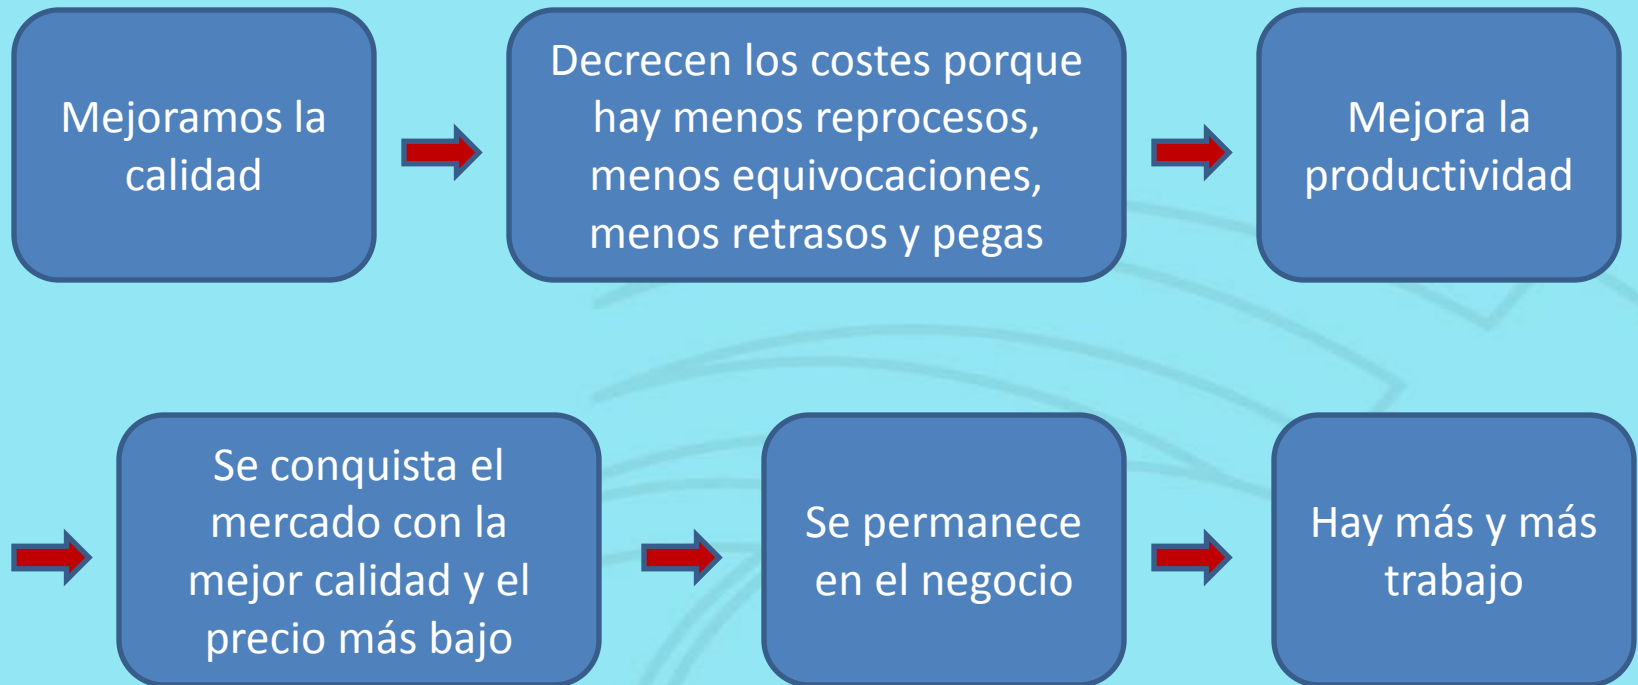 Mejoramos la
calidad
Decrecen los costes porque
hay menos reprocesos,
menos equivocaciones,
menos retrasos y pegas
Mejora la
productividad
Se conquista el
mercado con la
mejor calidad y el
precio más bajo
Se permanece
en el negocio
Hay más y más
trabajo